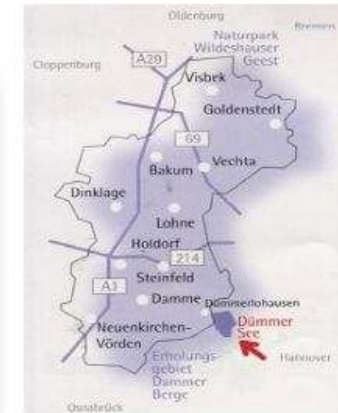 Oldenburg
Bremen
Naturpark
Wildeshauser
Geest
Cloppenburg
A29
Visbek
Goldenstedt
69
Bakum
Vechta
Dinklage
Lohne
Holdorf
214
Steinfeld
A1
Damme
Dümmerlohausen
Dümmer
See
Neuenkirchen-
Vörden
Erholungs-
gebiet
Dammer
Berge
Hannover
Osnabrück